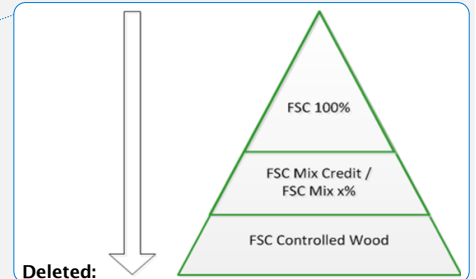 FSC 100%
FSC Mix Credit /
FSC Mix x%
FSC Controlled Wood
Deleted: